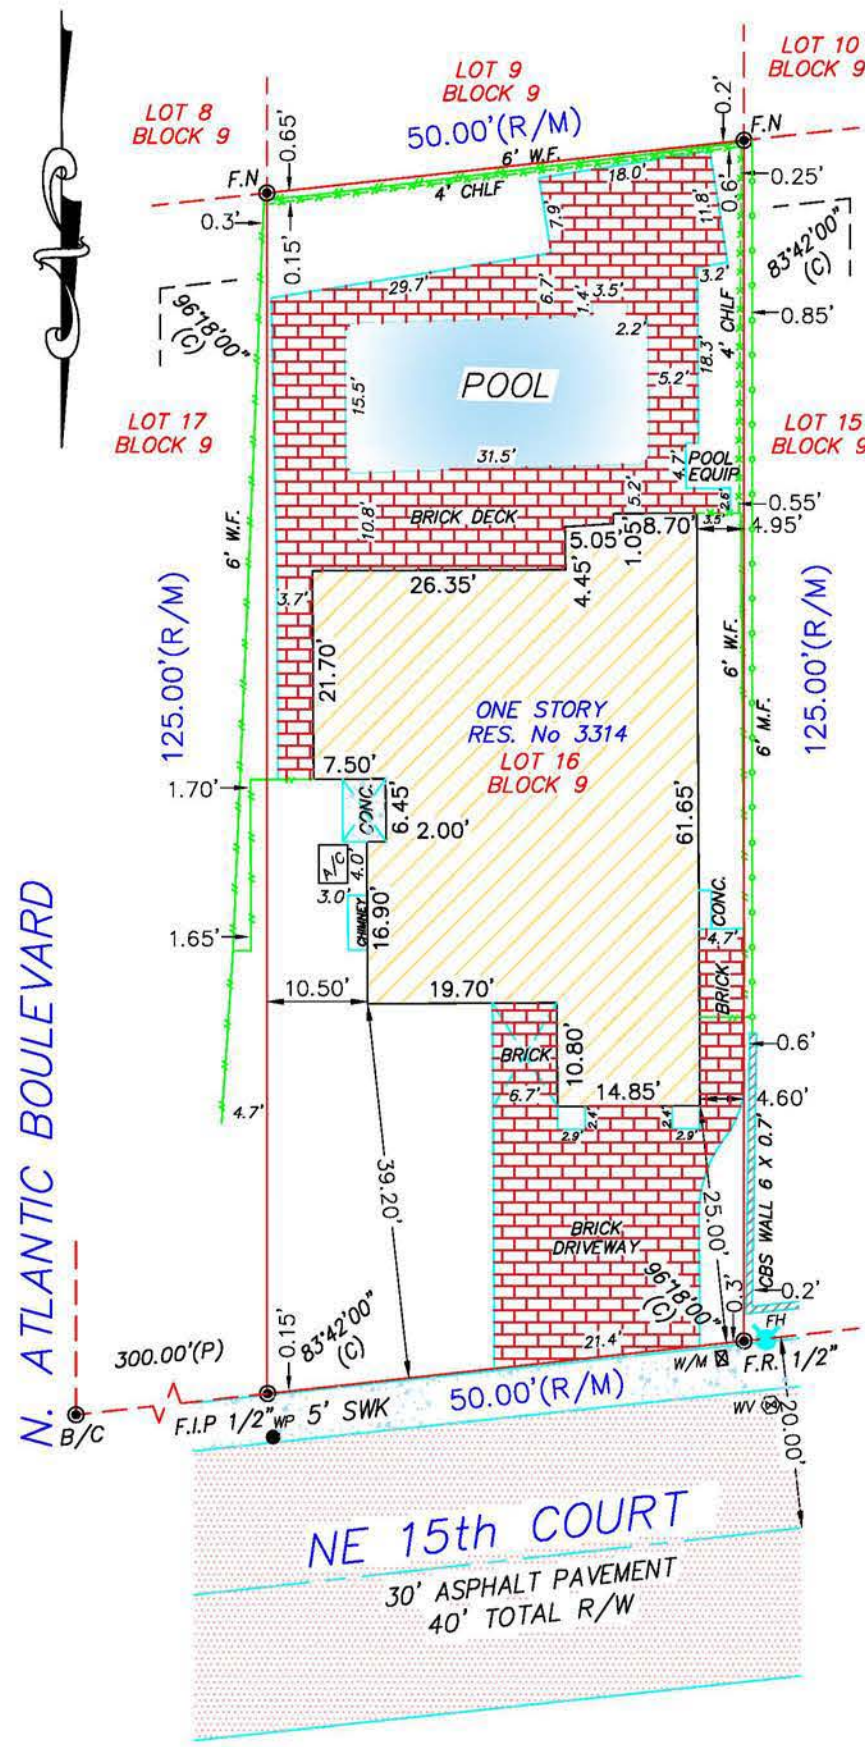 LOT 10
BLOCK 9
LOT 9
BLOCK 9
LOT 8
BLOCK 9
0.2'
F.N
50.00'(R/M)
0.65'
6' W.F.
4' CHLF
18.0'
F.N
0.3'
0.15'
7.9'
11.8'
0.6'
0.25'
83°42'00"
(C)
96°18'00"
(C)
29.7'
6.7'
1.4'
3.5'
3.2'
2.2'
18.3'
4' CHLF
0.85'
POOL
15.5'
5.2'
31.5'
LOT 17
BLOCK 9
LOT 15
BLOCK 9
POOL
EQUIP
4.7'
2.6'
0.55'
5.2'
BRICK DECK
10.8'
6' W.F.
5.05'
1.05'
8.70'
3.5'
4.95'
4.45'
26.35'
3.7'
125.00'(R/M)
21.70'
6' W.F.
6' M.F.
125.00'(R/M)
ONE STORY
RES. No 3314
LOT 16
BLOCK 9
7.50'
1.70'
CONC.
6.45'
2.00'
61.65'
A/C
4.0'
3.0'
CHIMNEY
16.90'
CONC.
4.7'
1.65'
10.50'
19.70'
BRICK
BRICK
10.80'
0.6'
6.7'
14.85'
4.60'
4.7'
2.9'
2.4'
2.4'
2.9'
39.20'
25.00'
CBS WALL 6 X 0.7'
N. ATLANTIC BOULEVARD
BRICK
DRIVEWAY
96°18'00"
(C)
0.3'
0.2'
FH
300.00'(P)
0.15'
83°42'00"
(C)
21.4'
W/M
F.R. 1/2"
B/C
F.I.P 1/2"
WP
5' SWK
50.00'(R/M)
WV
20.00'
NE 15th COURT
30' ASPHALT PAVEMENT
40' TOTAL R/W